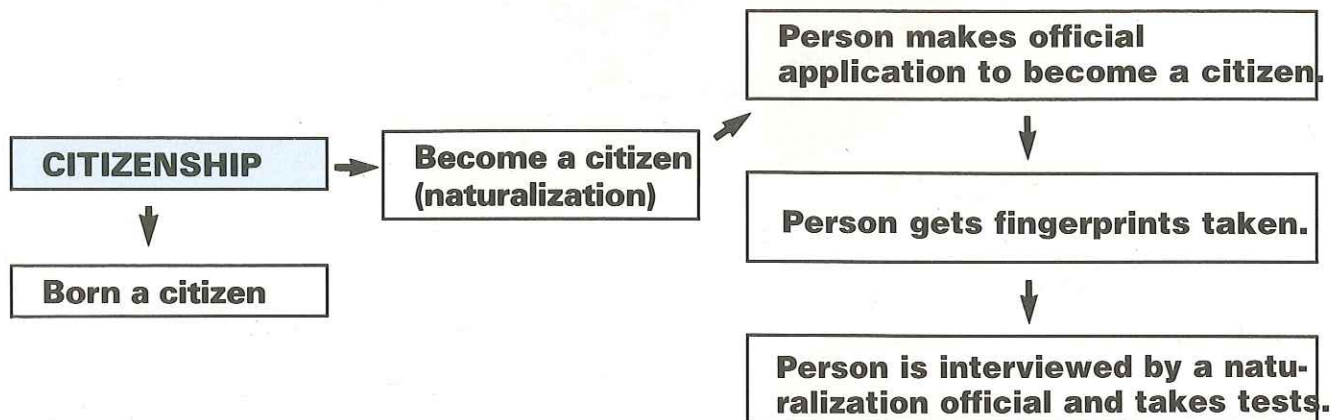 CITIZENSHIP
Born a citizen
Become a citizen
(naturalization)
Person makes official
application to become a citizen.
Person gets fingerprints taken.
Person is interviewed by a natu-
ralization official and takes tests.